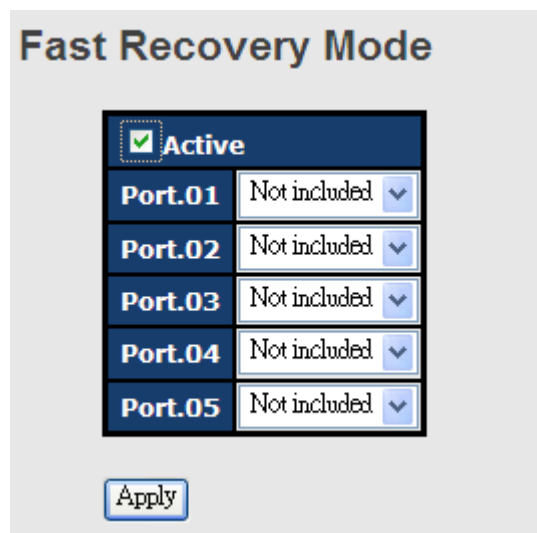 Fast Recovery Mode
Active
Port.01 Not included
Port.02 Not included
Port.03 Not included
Port.04 Not included
Port.05 Not included
Apply